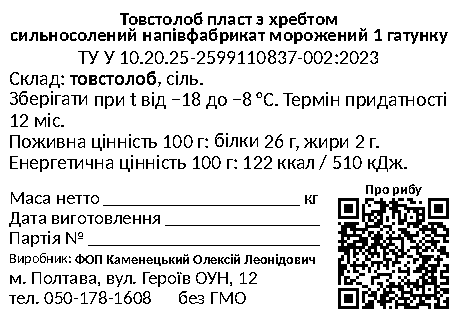 Товстолоб пласт з хребтом
сильносолений напівфабрикат морожений 1 гатунку
ТУ У 10.20.25-2599110837-002:2023
Склад: товстолоб, сіль.
Зберігати при t від −18 до −8 °С. Термін придатності
12 міс.
Поживна цінність 100 г: білки 26 г, жири 2 г.
Енергетична цінність 100 г: 122 ккал / 510 кДж.
Маса нетто ____________________ кг
Дата виготовлення ________________
Партія № ________________________
Виробник: ФОП Каменецький Олексій Леонідович
м. Полтава, вул. Героїв ОУН, 12
тел. 050-178-1608 без ГМО
Про рибу